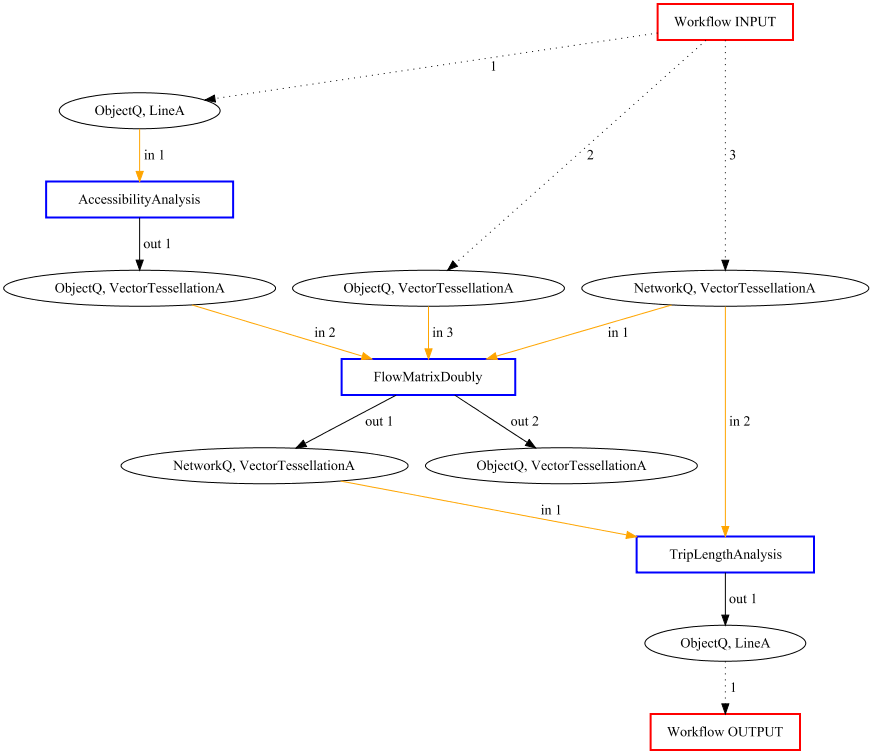 Workflow INPUT
1
ObjectQ, LineA
in 1
2
3
AccessibilityAnalysis
out 1
ObjectQ, VectorTessellationA
ObjectQ, VectorTessellationA
NetworkQ, VectorTessellationA
in 2
in 3
in 1
FlowMatrixDoubly
out 1
out 2
in 2
NetworkQ, VectorTessellationA
ObjectQ, VectorTessellationA
in 1
TripLengthAnalysis
out 1
ObjectQ, LineA
1
Workflow OUTPUT